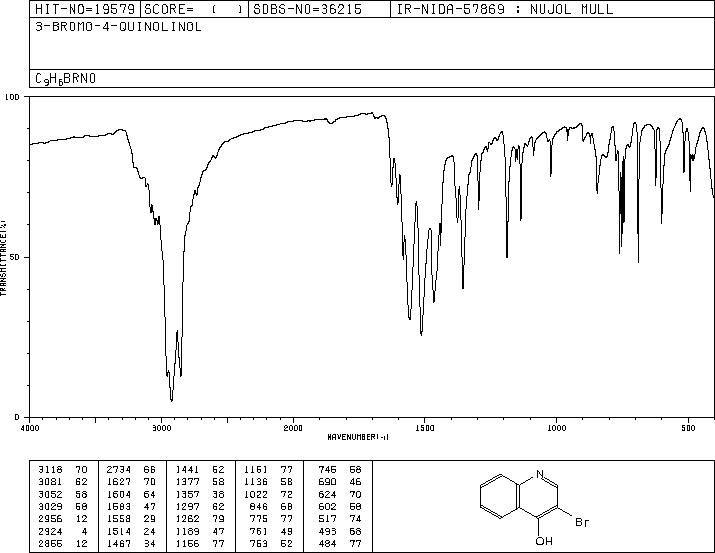 HIT-NO=19579 SCORE= ( ) SDBS-NO=36215 IR-NIDA-57869 : NUJOL MULL
3-BROMO-4-QUINOLINOL
C9H6BRNO
100
50
0
TRANSMITTANCE(%)
4000 3000 2000 1500 1000 500
WAVENUMBER(-1)
3118 70 2734 66 1441 52 1151 77 745 58
3081 62 1627 70 1377 58 1136 58 690 46
3052 58 1604 64 1357 38 1022 72 624 70
3029 58 1583 47 1297 62 846 68 602 58
2956 12 1558 29 1262 79 775 77 517 74
2924 4 1514 24 1189 47 761 49 493 68
2855 12 1467 34 1156 77 753 52 484 77
N
Br
OH